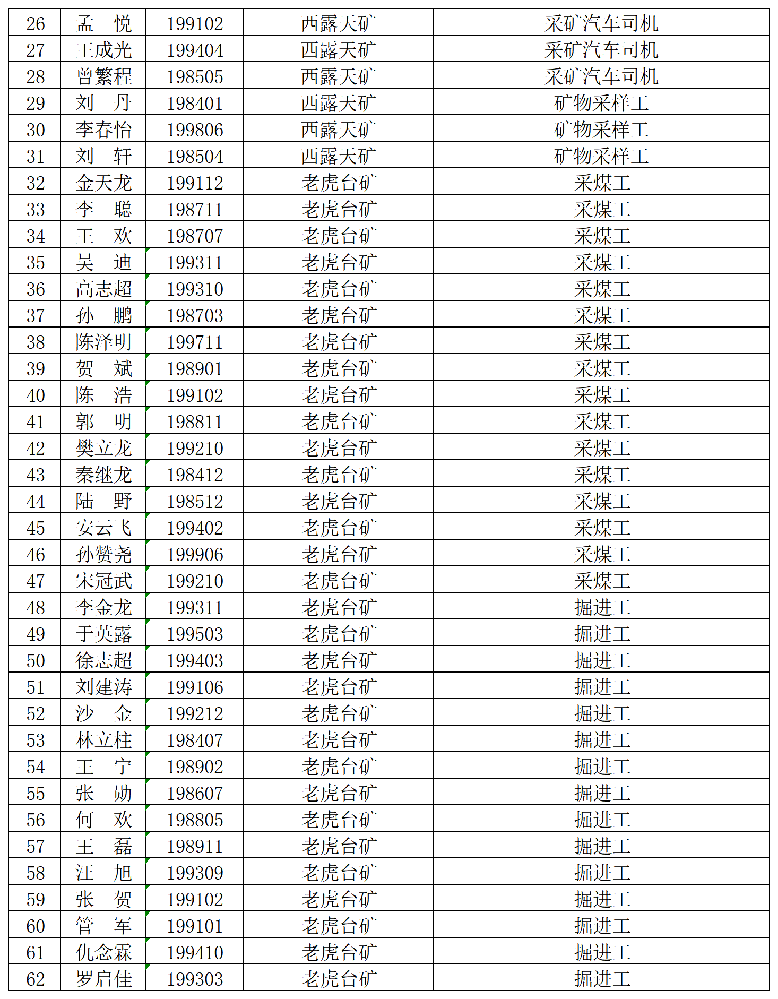 26 孟　悦 199102 西露天矿 采矿汽车司机
27 王成光 199404 西露天矿 采矿汽车司机
28 曾繁程 198505 西露天矿 采矿汽车司机
29 刘　丹 198401 西露天矿 矿物采样工
30 李春怡 199806 西露天矿 矿物采样工
31 刘　轩 198504 西露天矿 矿物采样工
32 金天龙 199112 老虎台矿 采煤工
33 李　聪 198711 老虎台矿 采煤工
34 王　欢 198707 老虎台矿 采煤工
35 吴　迪 199311 老虎台矿 采煤工
36 高志超 199310 老虎台矿 采煤工
37 孙　鹏 198703 老虎台矿 采煤工
38 陈泽明 199711 老虎台矿 采煤工
39 贺　斌 198901 老虎台矿 采煤工
40 陈　浩 199102 老虎台矿 采煤工
41 郭　明 198811 老虎台矿 采煤工
42 樊立龙 199210 老虎台矿 采煤工
43 秦继龙 198412 老虎台矿 采煤工
44 陆　野 198512 老虎台矿 采煤工
45 安云飞 199402 老虎台矿 采煤工
46 孙赞尧 199906 老虎台矿 采煤工
47 宋冠武 199210 老虎台矿 采煤工
48 李金龙 199311 老虎台矿 掘进工
49 于英露 199503 老虎台矿 掘进工
50 徐志超 199403 老虎台矿 掘进工
51 刘建涛 199106 老虎台矿 掘进工
52 沙　金 199212 老虎台矿 掘进工
53 林立柱 198407 老虎台矿 掘进工
54 王　宁 198902 老虎台矿 掘进工
55 张　勋 198607 老虎台矿 掘进工
56 何　欢 198805 老虎台矿 掘进工
57 王　磊 198911 老虎台矿 掘进工
58 汪　旭 199309 老虎台矿 掘进工
59 张　贺 199102 老虎台矿 掘进工
60 管　军 199101 老虎台矿 掘进工
61 仇念霖 199410 老虎台矿 掘进工
62 罗启佳 199303 老虎台矿 掘进工